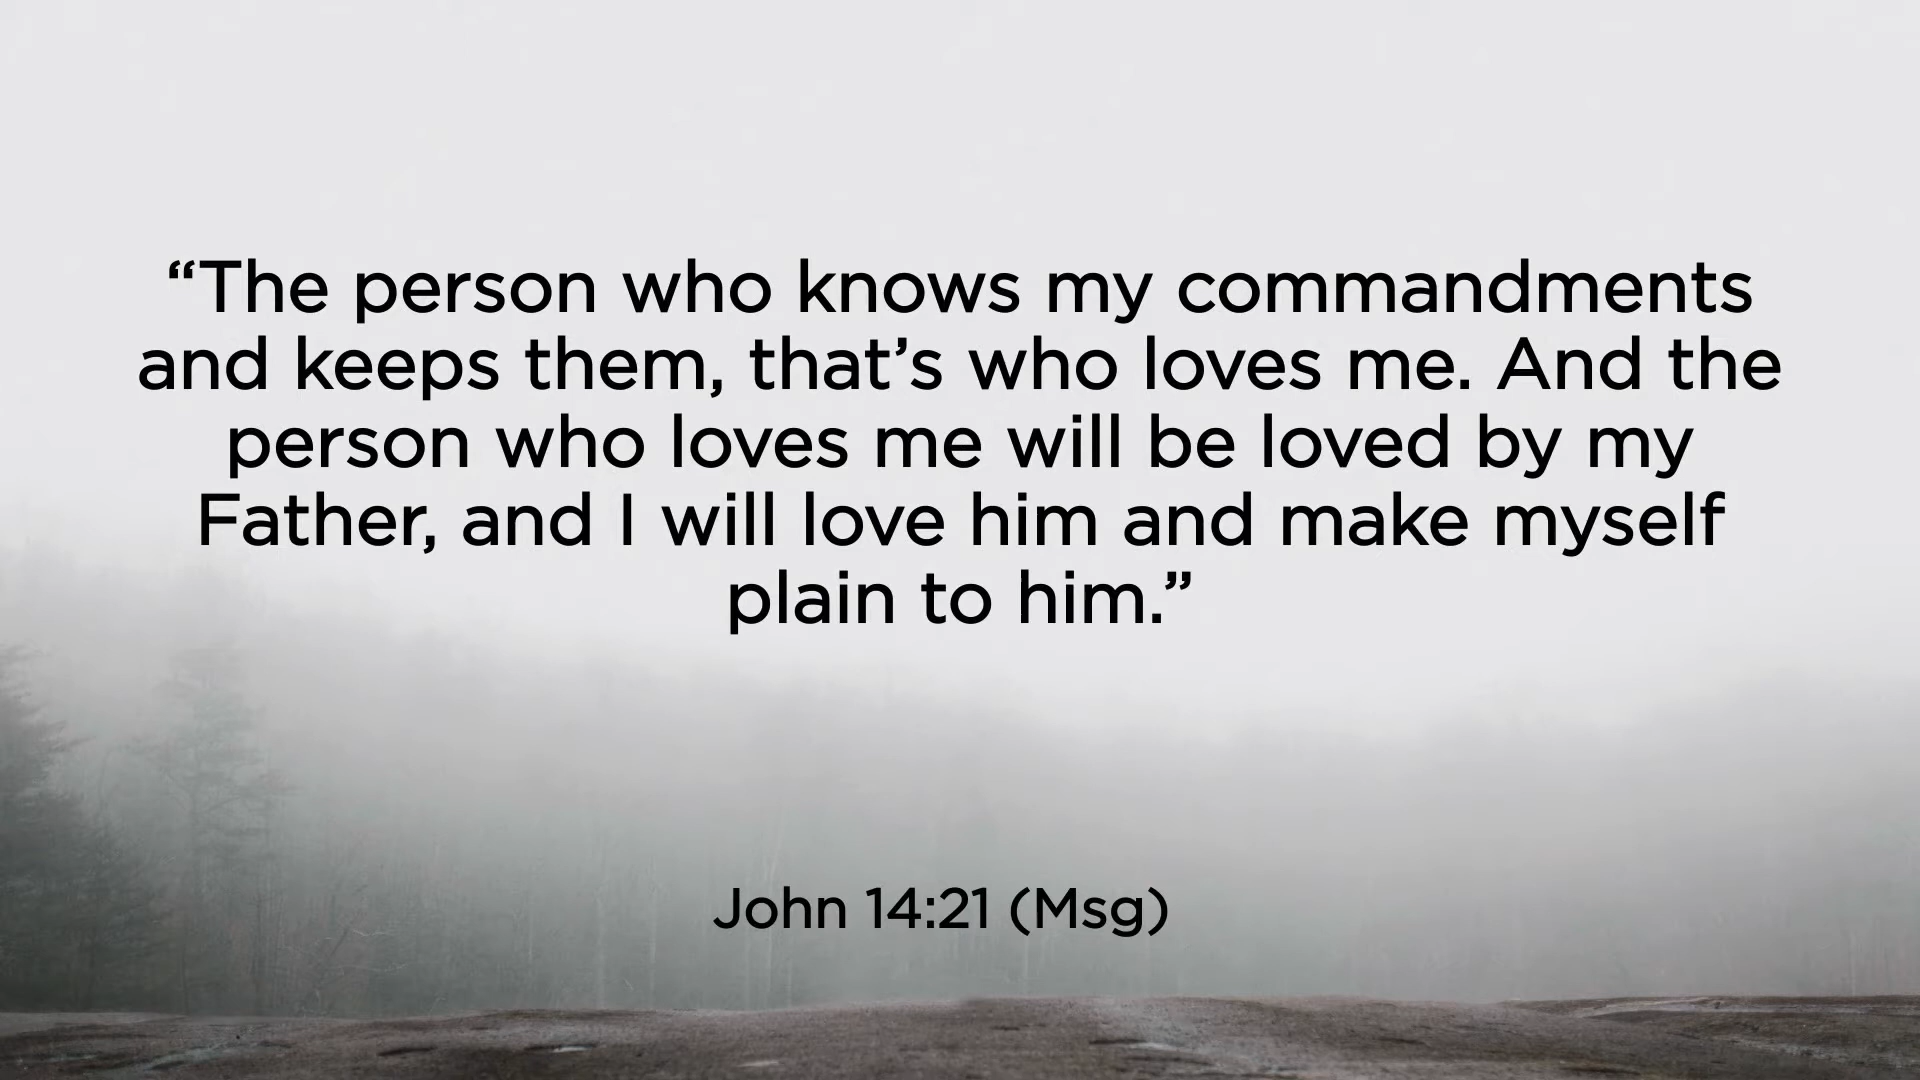 “The person who knows my commandments
and keeps them, that’s who loves me. And the
person who loves me will be loved by my
Father, and I will love him and make myself
plain to him.”
John 14:21 (Msg)